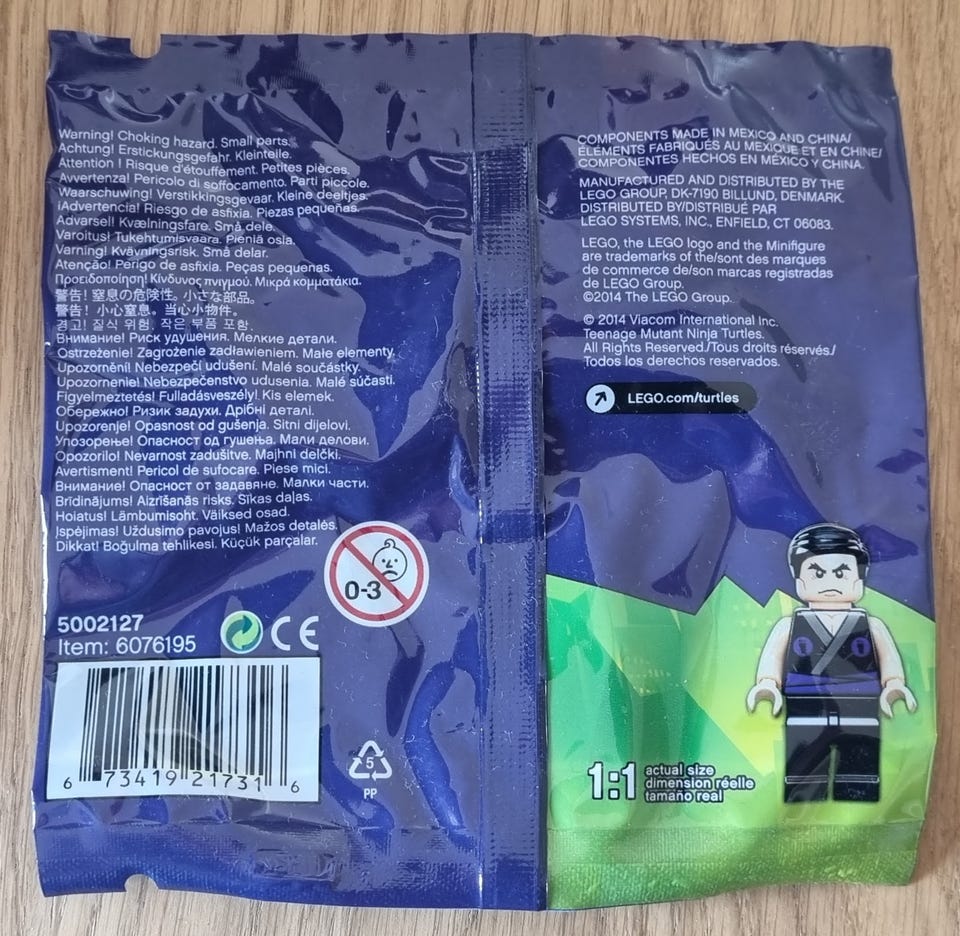 Warning! Choking hazard. Small parts.
Achtung! Erstickungsgefahr. Kleinteile.
Attention ! Risque d'étouffement. Petites pièces.
Avvertenza! Pericolo di soffocamento. Parti piccole.
Waarschuwing! Verstikkingsgevaar. Kleine deeltjes.
¡Advertencia! Riesgo de asfixia. Piezas pequeñas.
Advarsel! Kvælningsfare. Små dele.
Varoitus! Tukehtumisvaara. Pieniä osia.
Varning! Kvävningsrisk. Små delar.
Atenção! Perigo de asfixia. Peças pequenas.
Προειδοποίηση! Κίνδυνος πνιγμού. Μικρά κομματάκια.
警告! 窒息の危険性。小さな部品。
警告! 小心窒息。当心小物件。
경고! 질식 위험. 작은 부품 포함.
Внимание! Риск удушения. Мелкие детали.
Ostrzeżenie! Zagrożenie zadławieniem. Małe elementy.
Upozornění! Nebezpečí udušení. Malé součástky.
Upozornenie! Nebezpečenstvo udusenia. Malé súčasti.
Figyelmeztetés! Fulladásveszély! Kis elemek.
Обережно! Ризик задухи. Дрібні деталі.
Upozorenje! Opasnost od gušenja. Sitni dijelovi.
Упозорење! Опасност од гушења. Мали делови.
Opozorilo! Nevarnost zadušitve. Majhni delčki.
Avertisment! Pericol de sufocare. Piese mici.
Внимание! Опасност от задавяне. Малки части.
Brīdinājums! Aizrīšanās risks. Sīkas daļas.
Hoiatus! Lämbumisoht. Väiksed osad.
Įspėjimas! Uždusimo pavojus! Mažos detalės.
Dikkat! Boğulma tehlikesi. Küçük parçalar.
0-3
5002127
Item: 6076195
CE
6 73419 21731 6
5
PP
COMPONENTS MADE IN MEXICO AND CHINA/
ÉLÉMENTS FABRIQUÉS AU MEXIQUE ET EN CHINE/
COMPONENTES HECHOS EN MÉXICO Y CHINA.
MANUFACTURED AND DISTRIBUTED BY THE
LEGO GROUP, DK-7190 BILLUND, DENMARK.
DISTRIBUTED BY/DISTRIBUÉ PAR
LEGO SYSTEMS, INC., ENFIELD, CT 06083.
LEGO, the LEGO logo and the Minifigure
are trademarks of the/sont des marques
de commerce de/son marcas registradas
de LEGO Group.
©2014 The LEGO Group.
© 2014 Viacom International Inc.
Teenage Mutant Ninja Turtles.
All Rights Reserved./Tous droits réservés./
Todos los derechos reservados.
LEGO.com/turtles
1:1
actual size
dimension réelle
tamaño real